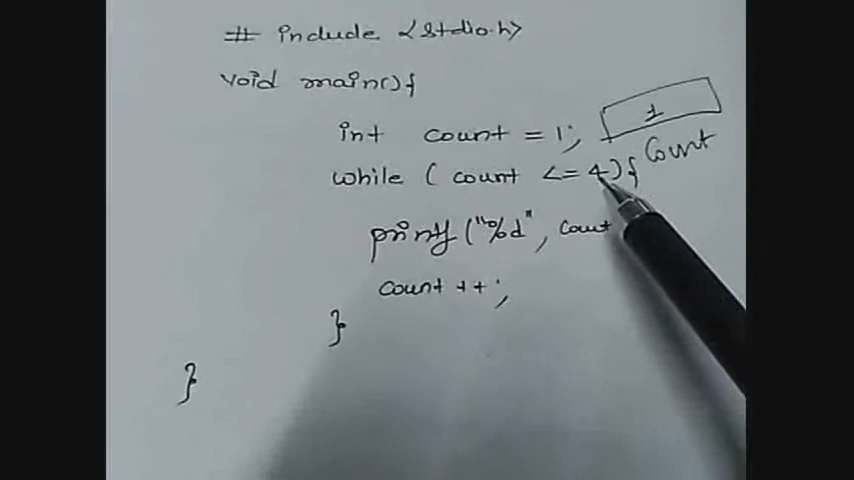 # include <stdio.h>
void main(){
int count = 1;
1
count
while ( count <= 4){
printf("%d", count
count ++;
}
}